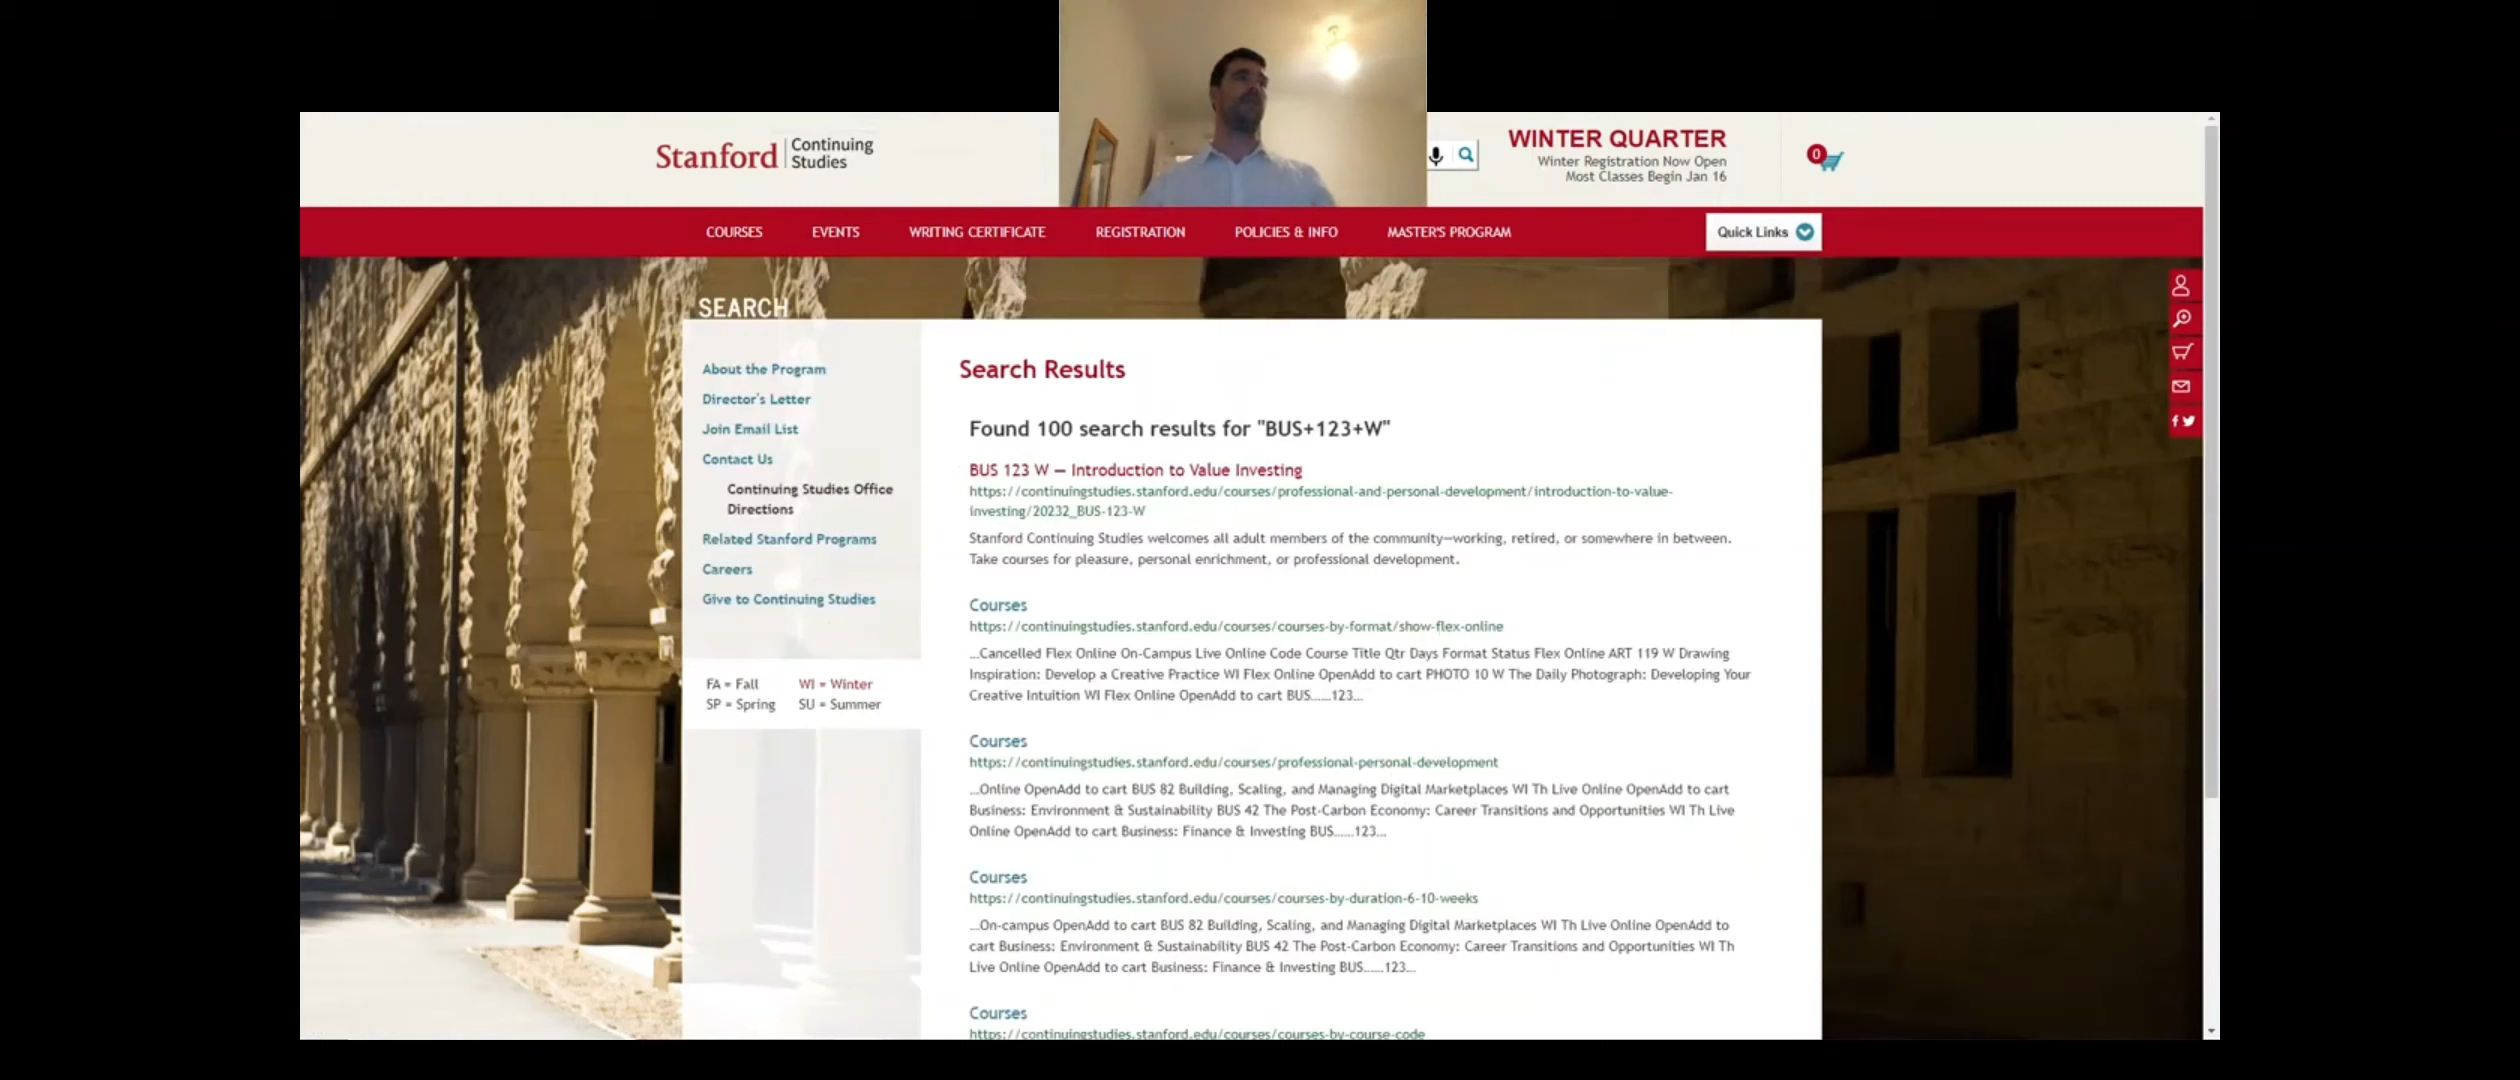 Stanford
Continuing
Studies
WINTER QUARTER
Winter Registration Now Open
Most Classes Begin Jan 16
0
COURSES
EVENTS
WRITING CERTIFICATE
REGISTRATION
POLICIES & INFO
MASTER'S PROGRAM
Quick Links
SEARCH
About the Program
Director's Letter
Join Email List
Contact Us
Continuing Studies Office
Directions
Related Stanford Programs
Careers
Give to Continuing Studies
FA = Fall
WI = Winter
SP = Spring
SU = Summer
Search Results
Found 100 search results for "BUS+123+W"
BUS 123 W — Introduction to Value Investing
https://continuingstudies.stanford.edu/courses/professional-and-personal-development/introduction-to-value-
investing/20232_BUS-123-W
Stanford Continuing Studies welcomes all adult members of the community—working, retired, or somewhere in between.
Take courses for pleasure, personal enrichment, or professional development.
Courses
https://continuingstudies.stanford.edu/courses/courses-by-format/show-flex-online
...Cancelled Flex Online On-Campus Live Online Code Course Title Qtr Days Format Status Flex Online ART 119 W Drawing
Inspiration: Develop a Creative Practice WI Flex Online OpenAdd to cart PHOTO 10 W The Daily Photograph: Developing Your
Creative Intuition WI Flex Online OpenAdd to cart BUS......123...
Courses
https://continuingstudies.stanford.edu/courses/professional-personal-development
...Online OpenAdd to cart BUS 82 Building, Scaling, and Managing Digital Marketplaces WI Th Live Online OpenAdd to cart
Business: Environment & Sustainability BUS 42 The Post-Carbon Economy: Career Transitions and Opportunities WI Th Live
Online OpenAdd to cart Business: Finance & Investing BUS......123...
Courses
https://continuingstudies.stanford.edu/courses/courses-by-duration-6-10-weeks
...On-campus OpenAdd to cart BUS 82 Building, Scaling, and Managing Digital Marketplaces WI Th Live Online OpenAdd to
cart Business: Environment & Sustainability BUS 42 The Post-Carbon Economy: Career Transitions and Opportunities WI Th
Live Online OpenAdd to cart Business: Finance & Investing BUS......123...
Courses
https://continuingstudies.stanford.edu/courses/courses-by-course-code